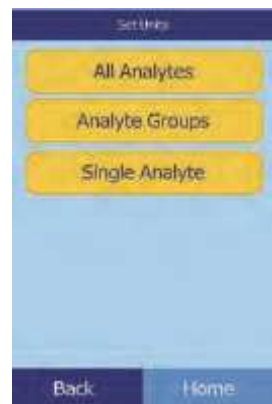 Set Units
All Analytes
Analyte Groups
Single Analyte
Back
Home